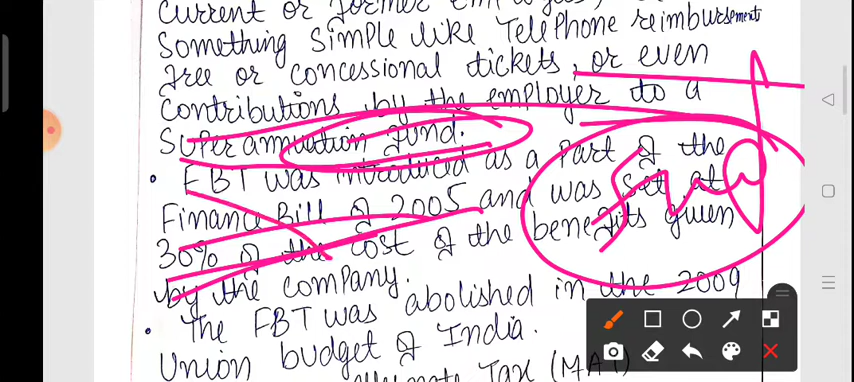 current or former employees,
Something simple like Telephone reimbursement
free or concessional tickets, or even
contributions by the employer to a
Superannuation fund.
• FBT was introduced as a part of the
Finance Bill of 2005 and was set at
30% of the cost of the benefits given
by the company.
• The FBT was abolished in the 2009
Union budget of India.
Tax (MAT)